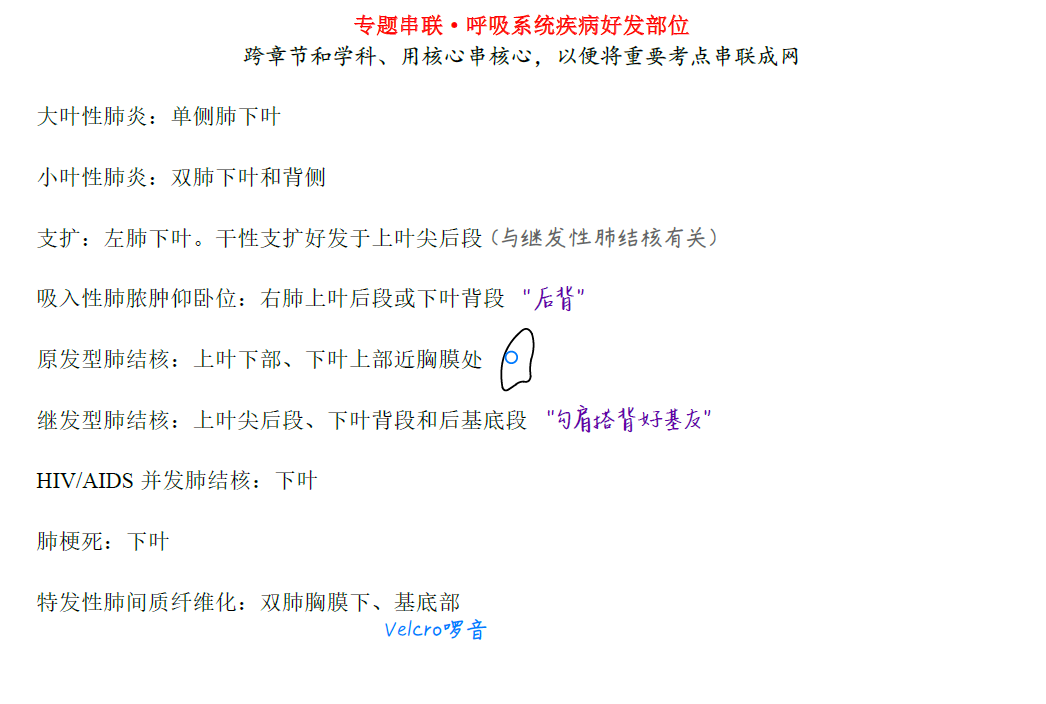 专题串联·呼吸系统疾病好发部位
跨章节和学科、用核心串核心，以便将重要考点串联成网
大叶性肺炎：单侧肺下叶
小叶性肺炎：双肺下叶和背侧
支扩：左肺下叶。干性支扩好发于上叶尖后段（与继发性肺结核有关）
吸入性肺脓肿仰卧位：右肺上叶后段或下叶背段 “后背”
原发型肺结核：上叶下部、下叶上部近胸膜处
继发型肺结核：上叶尖后段、下叶背段和后基底段 “勾肩搭背好基友”
HIV/AIDS 并发肺结核：下叶
肺梗死：下叶
特发性肺间质纤维化：双肺胸膜下、基底部
Velcro啰音